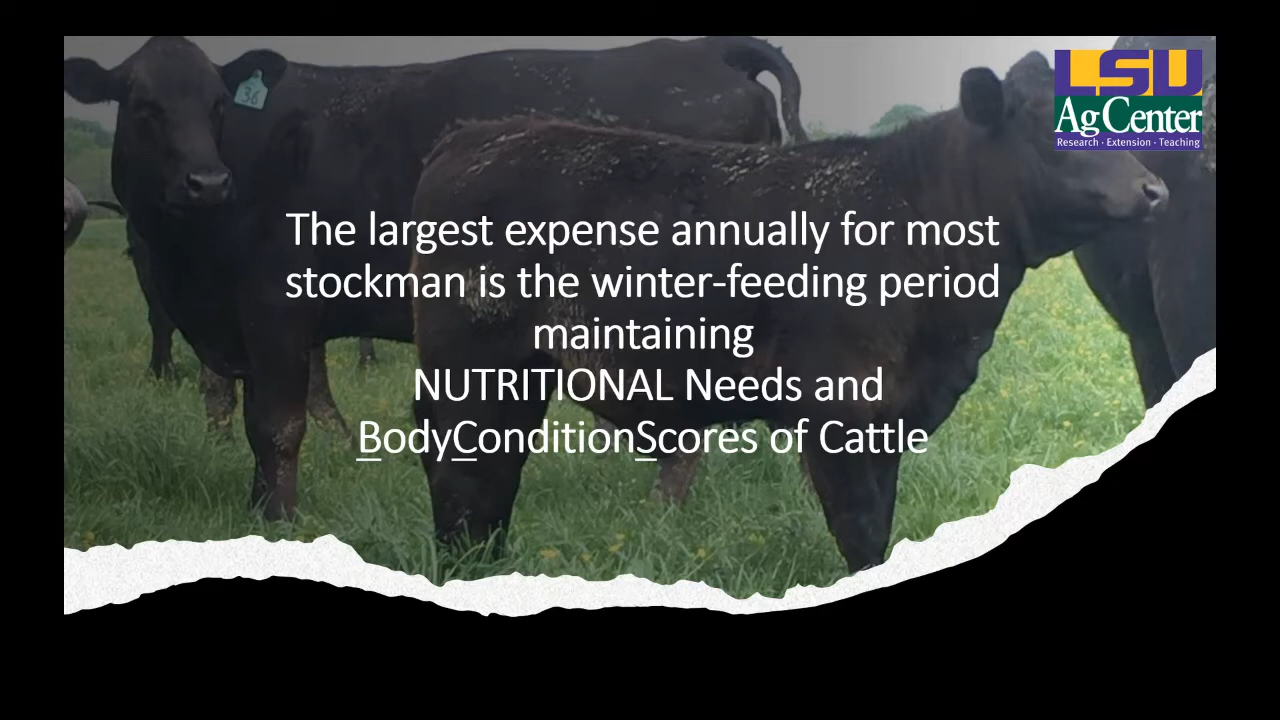 36
LSU
AgCenter
Research · Extension · Teaching
The largest expense annually for most
stockman is the winter-feeding period
maintaining
NUTRITIONAL Needs and
BodyConditionScores of Cattle